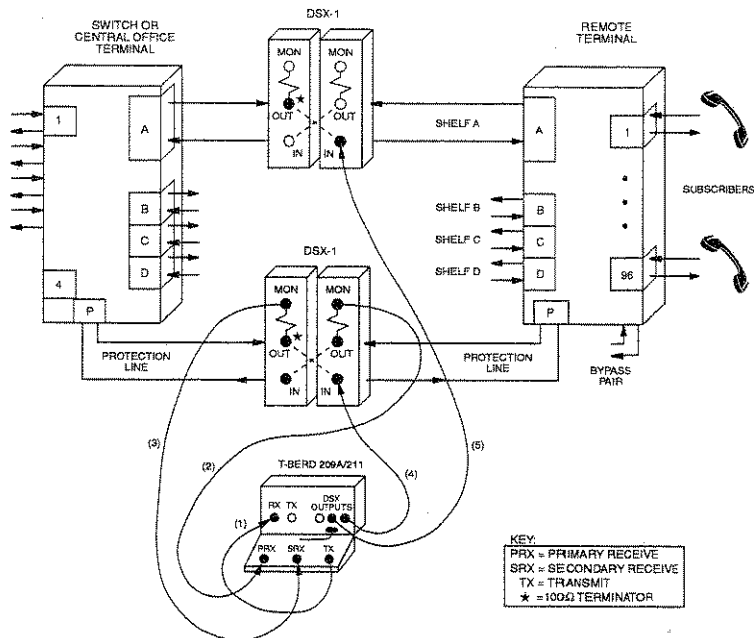 DSX-1
SWITCH OR
CENTRAL OFFICE
TERMINAL
REMOTE
TERMINAL
MON
MON
OUT
★
OUT
IN
IN
1
A
SHELF A
A
1
SUBSCRIBERS
B
C
D
SHELF B
SHELF C
SHELF D
B
C
D
4
P
DSX-1
96
P
MON
MON
OUT
★
OUT
IN
IN
PROTECTION
LINE
PROTECTION
LINE
BYPASS
PAIR
(3)
(2)
(4)
(5)
T-BERD 209A/211
(1)
RX TX
DSX
OUTPUTS
PRX SRX TX
KEY:
PRX = PRIMARY RECEIVE
SRX = SECONDARY RECEIVE
TX = TRANSMIT
★ = 100Ω TERMINATOR